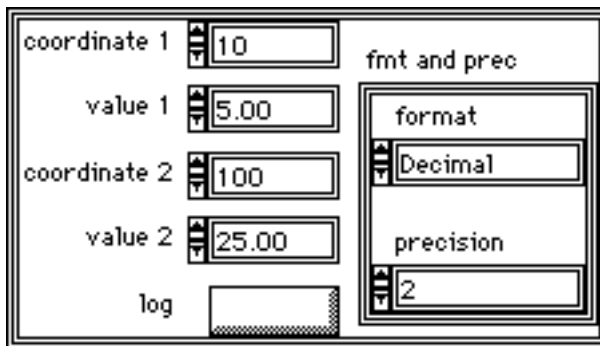 coordinate 1 10
value 1 5.00
coordinate 2 100
value 2 25.00
log
fmt and prec
format
Decimal
precision
2